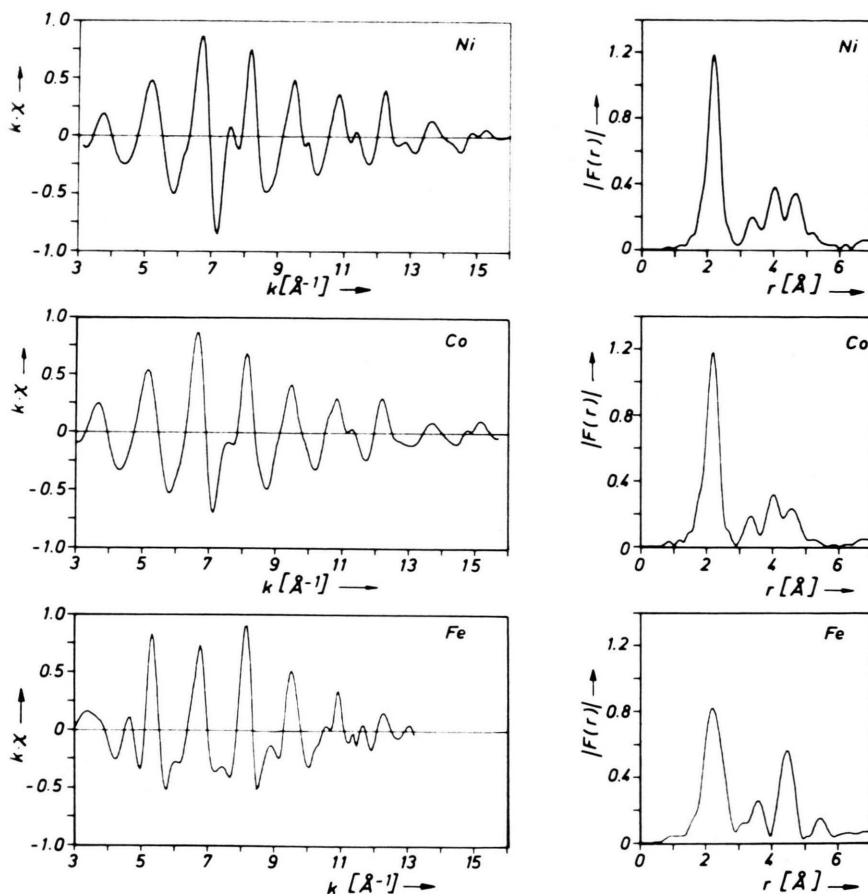 1.0
0.5
0
-0.5
-1.0
k·χ →
Ni
3 5 7 9 11 13 15
k[Å⁻¹] →
1.2
0.8
0.4
0
|F(r)| →
Ni
0 2 4 6
r [Å] →
1.0
0.5
0
-0.5
-1.0
k·χ →
Co
3 5 7 9 11 13 15
k[Å⁻¹] →
1.2
0.8
0.4
0
|F(r)| →
Co
0 2 4 6
r [Å] →
1.0
0.5
0
-0.5
-1.0
k·χ →
Fe
3 5 7 9 11 13 15
k [Å⁻¹] →
1.2
0.8
0.4
0
|F(r)| →
Fe
0 2 4 6
r [Å] →